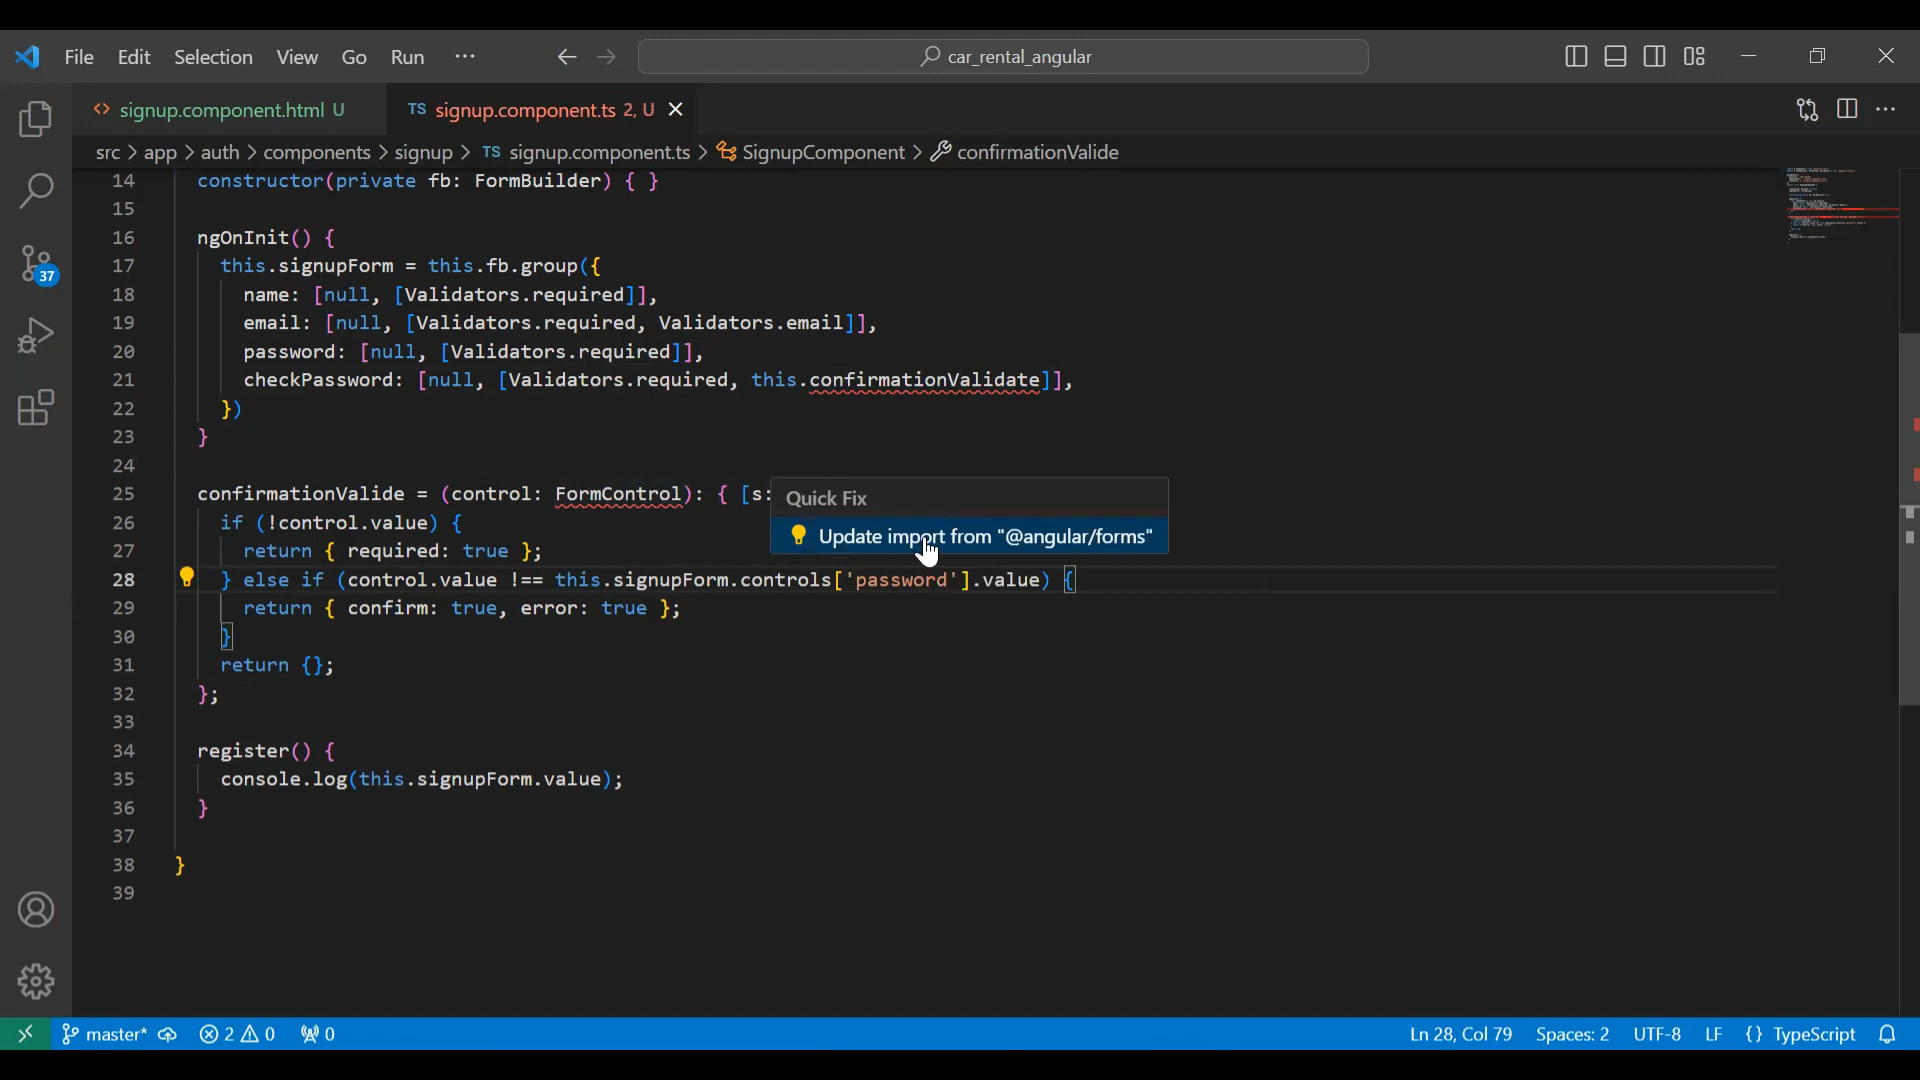 File Edit Selection View Go Run ··· ← → car_rental_angular
<> signup.component.html U TS signup.component.ts 2, U ×
src > app > auth > components > signup > TS signup.component.ts > SignupComponent > confirmationValide
14 constructor(private fb: FormBuilder) { }
15
16 ngOnInit() {
17 this.signupForm = this.fb.group({
18 name: [null, [Validators.required]],
19 email: [null, [Validators.required, Validators.email]],
20 password: [null, [Validators.required]],
21 checkPassword: [null, [Validators.required, this.confirmationValidate]],
22 })
23 }
24
25 confirmationValide = (control: FormControl): { [s:
Quick Fix
26 if (!control.value) {
Update import from "@angular/forms"
27 return { required: true };
28 } else if (control.value !== this.signupForm.controls['password'].value) {
29 return { confirm: true, error: true };
30 }
31 return {};
32 };
33
34 register() {
35 console.log(this.signupForm.value);
36 }
37
38 }
39
37
master* 2 0 0 Ln 28, Col 79 Spaces: 2 UTF-8 LF {} TypeScript